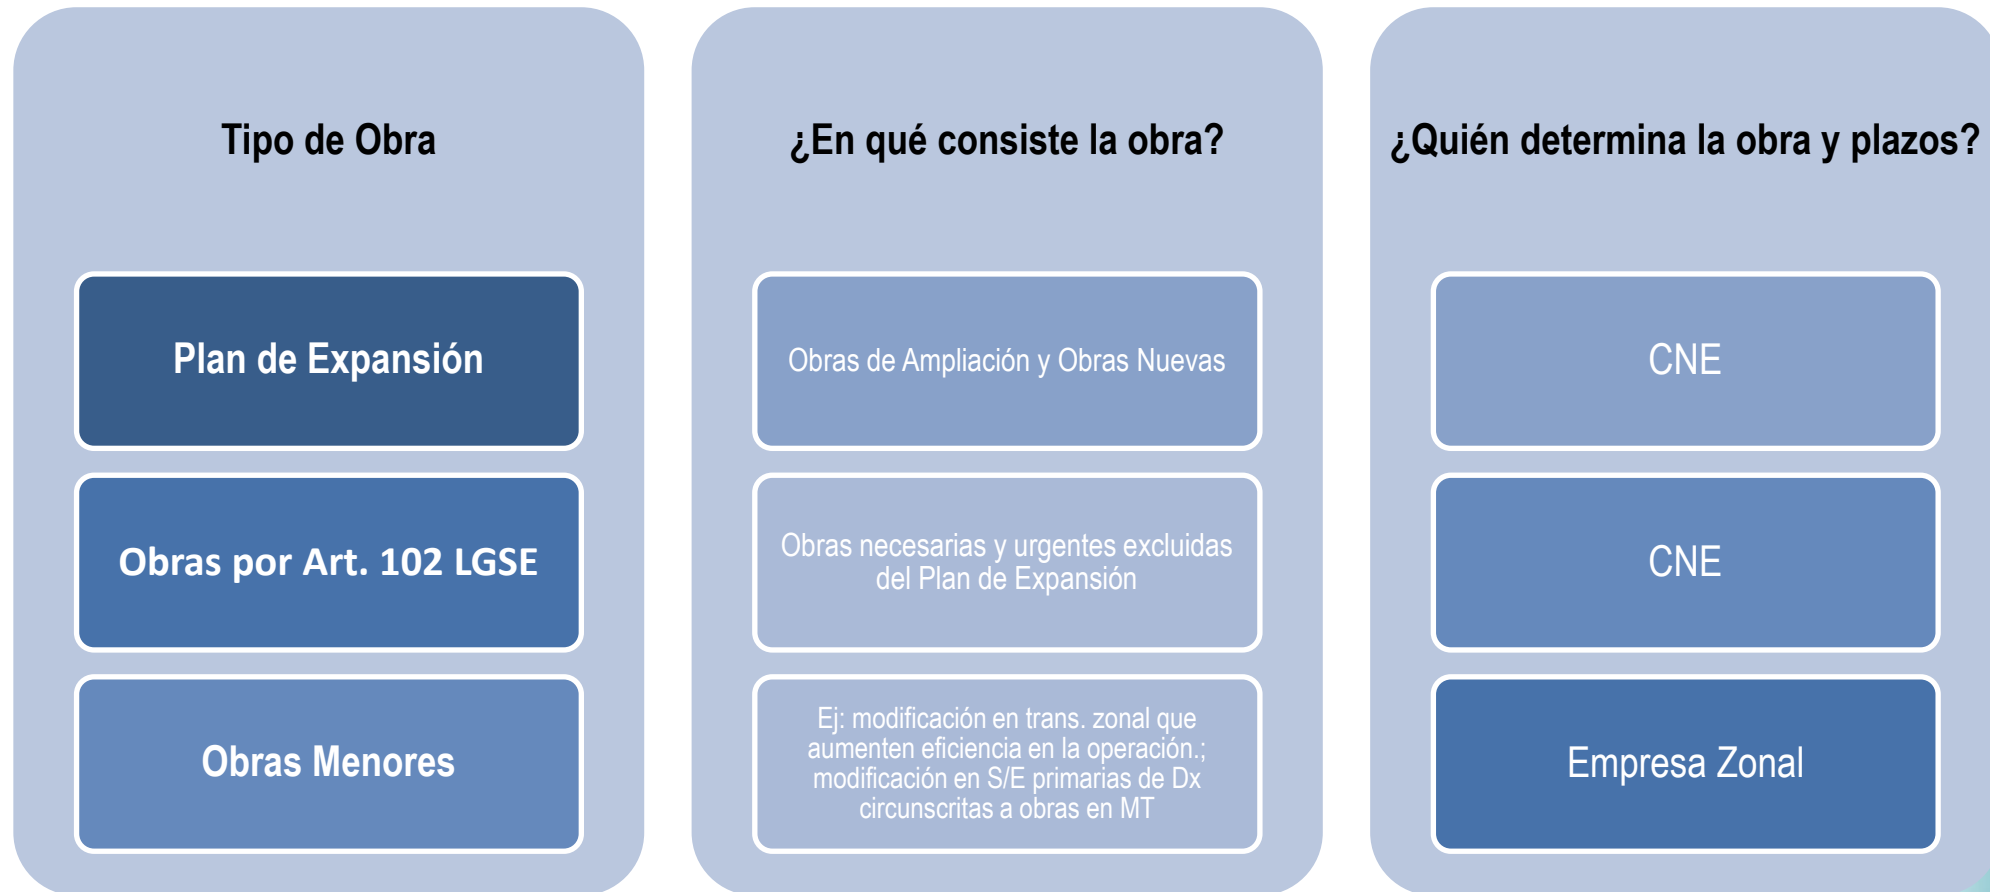 Tipo de Obra
Plan de Expansión
Obras por Art. 102 LGSE
Obras Menores
¿En qué consiste la obra?
Obras de Ampliación y Obras Nuevas
Obras necesarias y urgentes excluidas
del Plan de Expansión
Ej: modificación en trans. zonal que
aumenten eficiencia en la operación.;
modificación en S/E primarias de Dx
circunscritas a obras en MT
¿Quién determina la obra y plazos?
CNE
CNE
Empresa Zonal